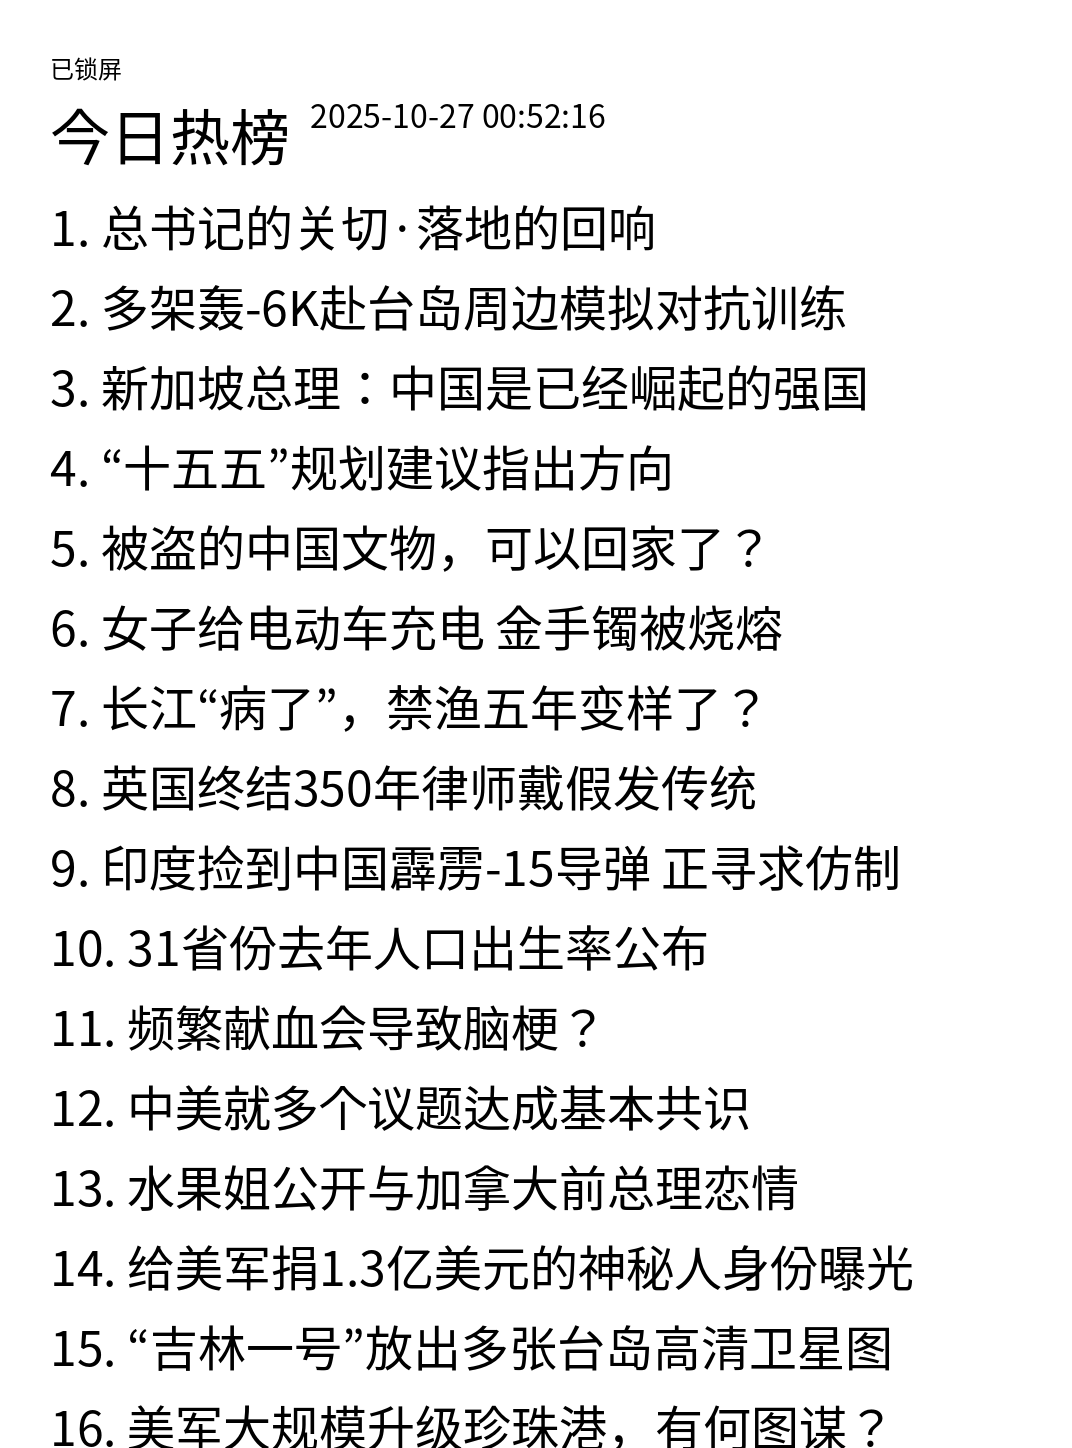 已锁屏
今日热榜 2025-10-27 00:52:16
1. 总书记的关切·落地的回响
2. 多架轰-6K赴台岛周边模拟对抗训练
3. 新加坡总理：中国是已经崛起的强国
4. “十五五”规划建议指出方向
5. 被盗的中国文物，可以回家了？
6. 女子给电动车充电 金手镯被烧熔
7. 长江“病了”，禁渔五年变样了？
8. 英国终结350年律师戴假发传统
9. 印度捡到中国霹雳-15导弹 正寻求仿制
10. 31省份去年人口出生率公布
11. 频繁献血会导致脑梗？
12. 中美就多个议题达成基本共识
13. 水果姐公开与加拿大前总理恋情
14. 给美军捐1.3亿美元的神秘人身份曝光
15. “吉林一号”放出多张台岛高清卫星图
16. 美军大规模升级珍珠港，有何图谋？